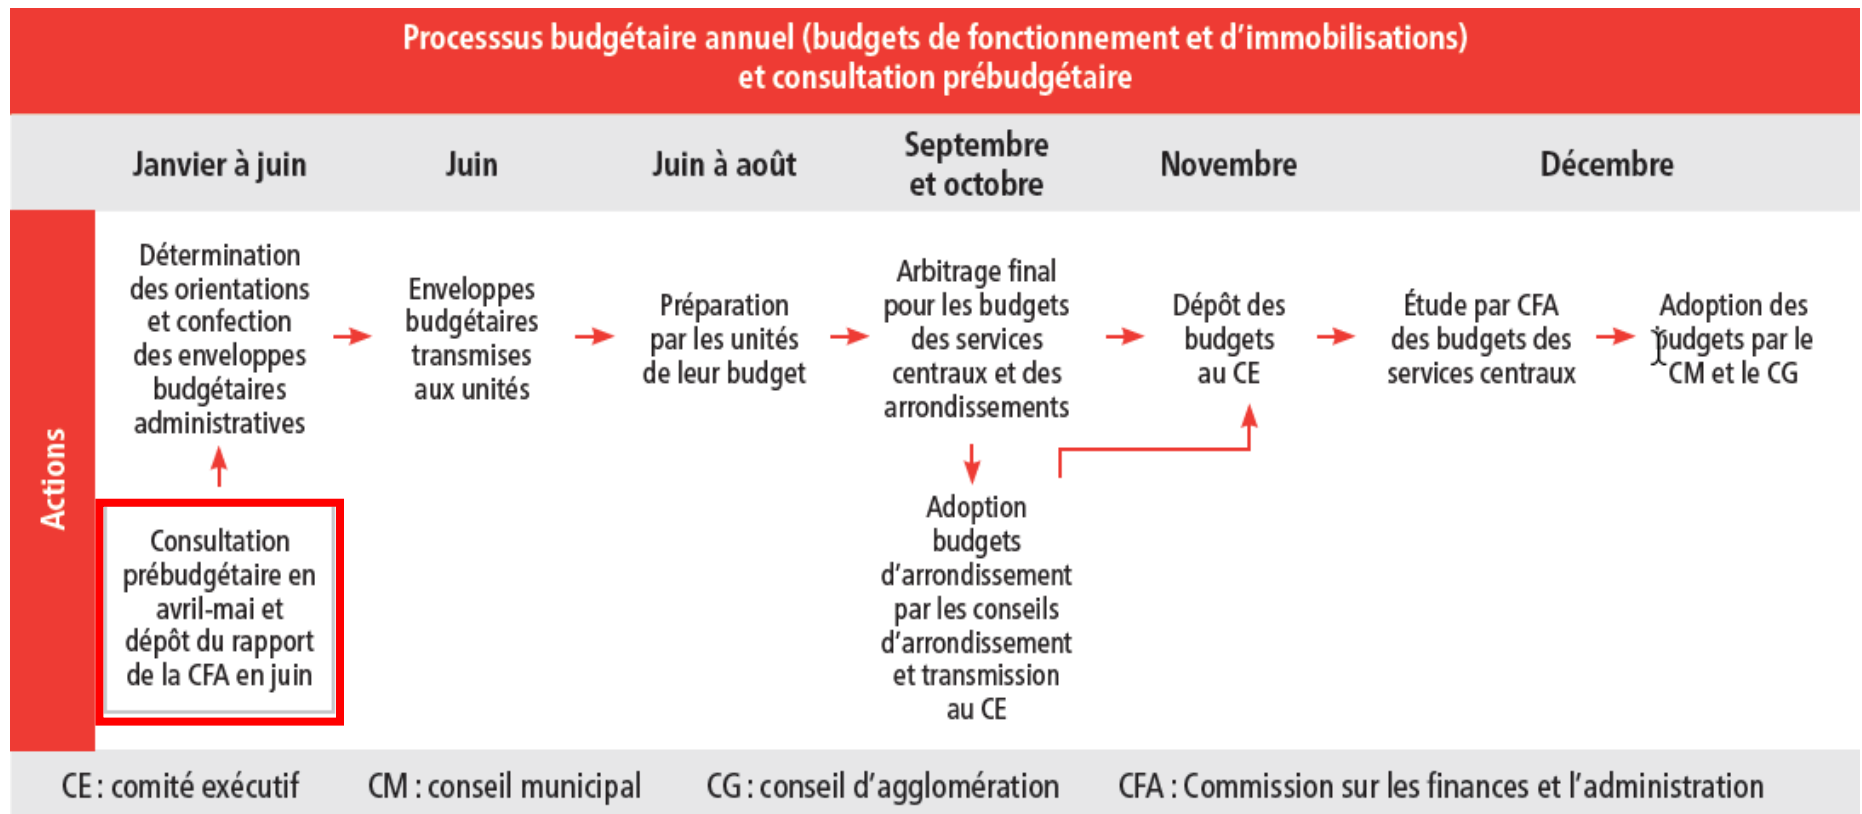 Processsus budgétaire annuel (budgets de fonctionnement et d’immobilisations)
et consultation prébudgétaire
Janvier à juin
Juin
Juin à août
Septembre
et octobre
Novembre
Décembre
Actions
Détermination
des orientations
et confection
des enveloppes
budgétaires
administratives
Consultation
prébudgétaire en
avril-mai et
dépôt du rapport
de la CFA en juin
Enveloppes
budgétaires
transmises
aux unités
Préparation
par les unités
de leur budget
Arbitrage final
pour les budgets
des services
centraux et des
arrondissements
Adoption
budgets
d’arrondissement
par les conseils
d’arrondissement
et transmission
au CE
Dépôt des
budgets
au CE
Étude par CFA
des budgets des
services centraux
Adoption des
budgets par le
CM et le CG
CE : comité exécutif
CM : conseil municipal
CG : conseil d’agglomération
CFA : Commission sur les finances et l’administration